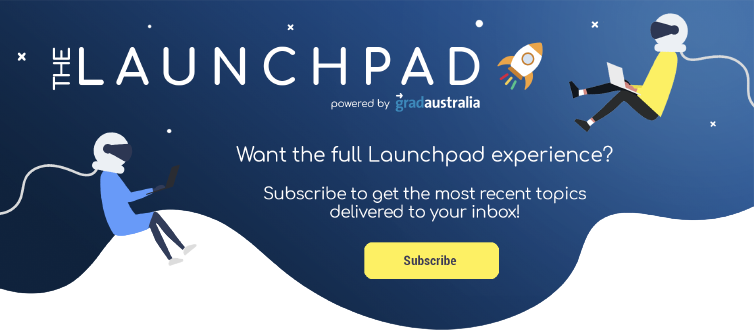 THE LAUNCHPAD
powered by gradaustralia
Want the full Launchpad experience?
Subscribe to get the most recent topics
delivered to your inbox!
Subscribe